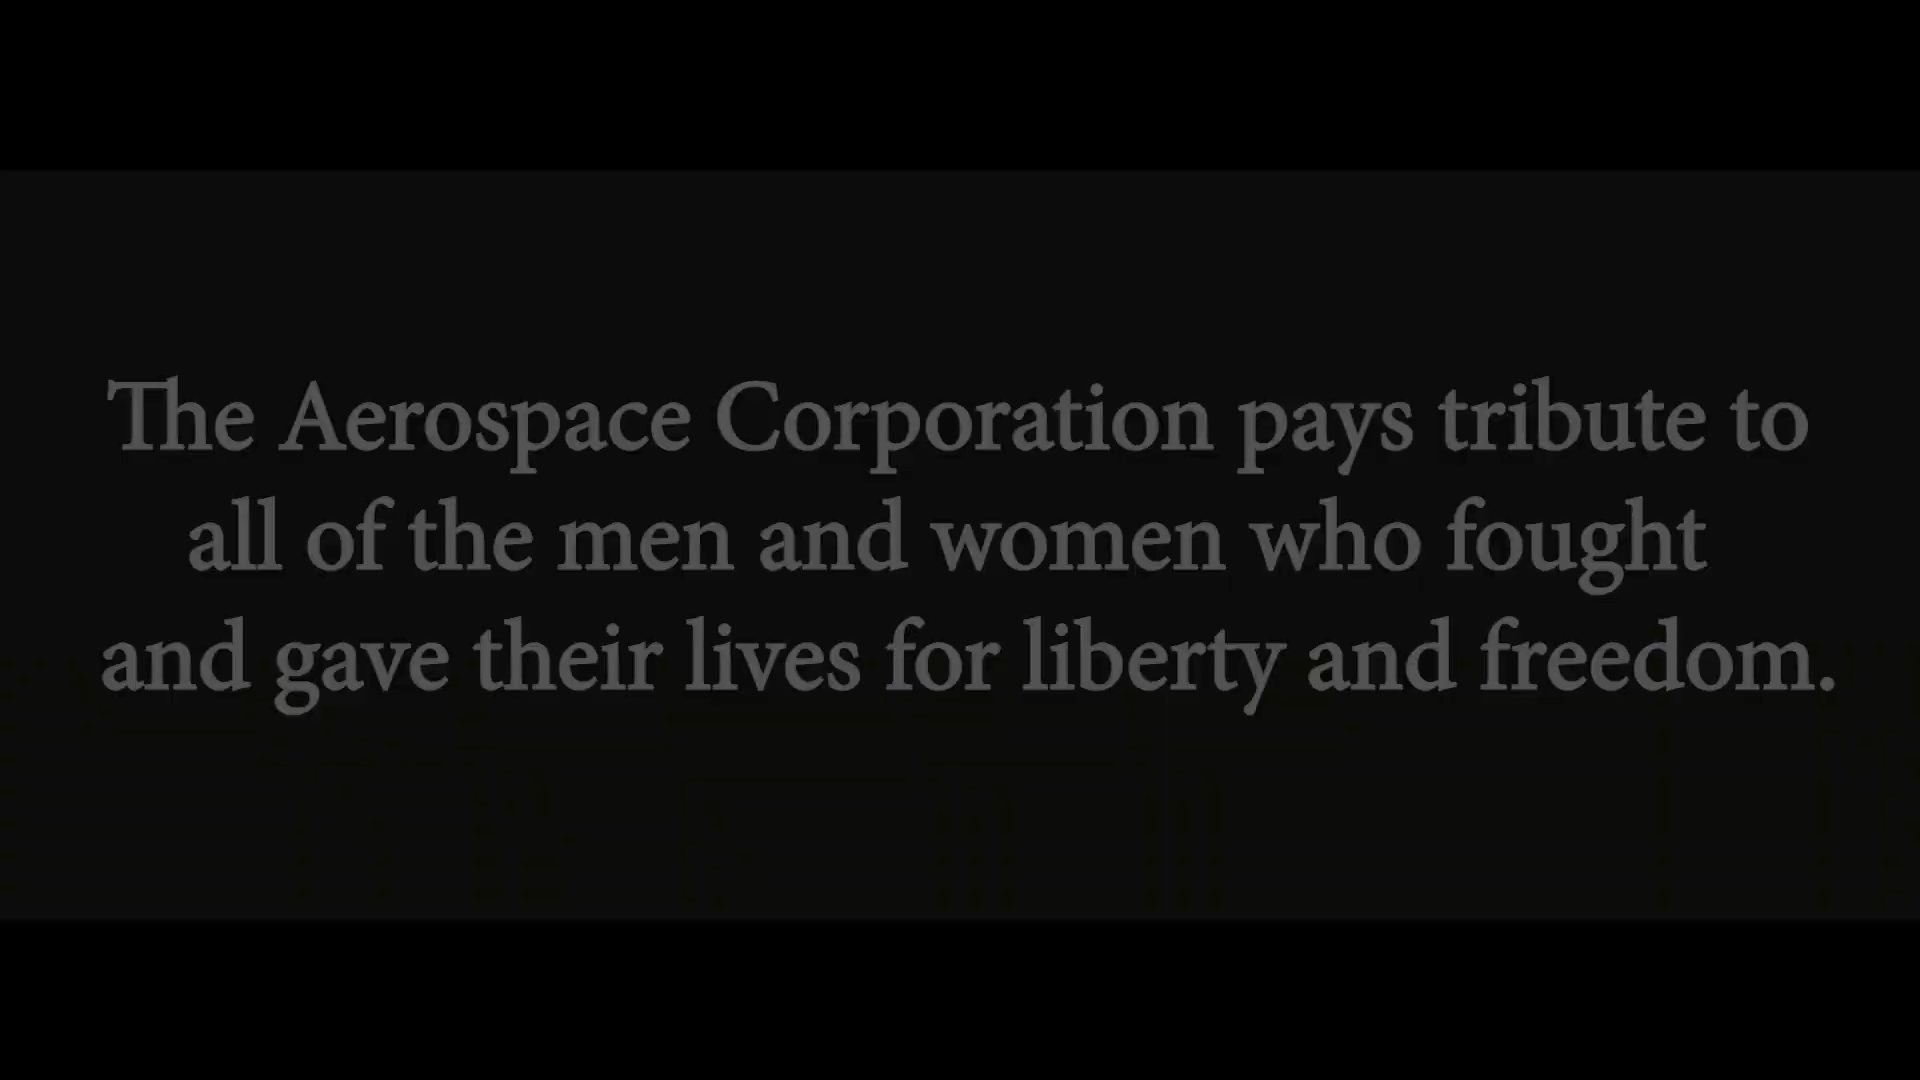 The Aerospace Corporation pays tribute to
all of the men and women who fought
and gave their lives for liberty and freedom.